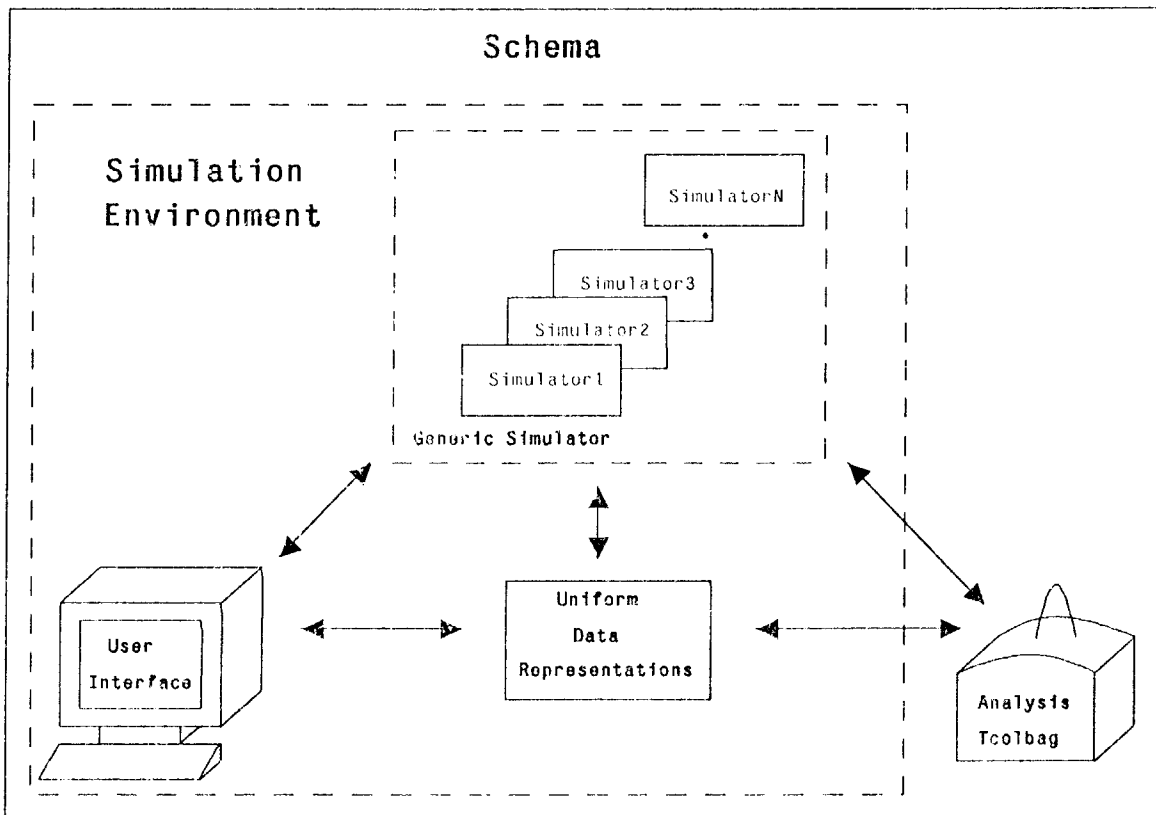 Schema
Simulation
Environment
SimulatorN
Simulator3
Simulator2
Simulator1
Generic Simulator
User
Interface
Uniform
Data
Representations
Analysis
Toolbag